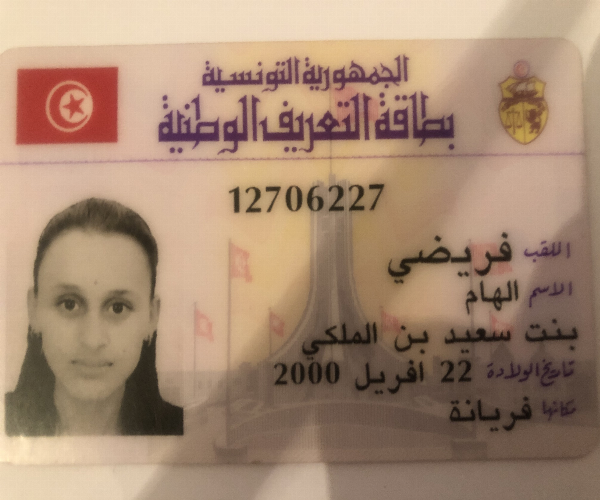 الجمهورية التونسية
بطاقة التعريف الوطنية
12706227
اللقب فريضي
الاسم الهام
بنت سعيد بن الملكي
تاريخ الولادة 22 افريل 2000
مكانها فريانة